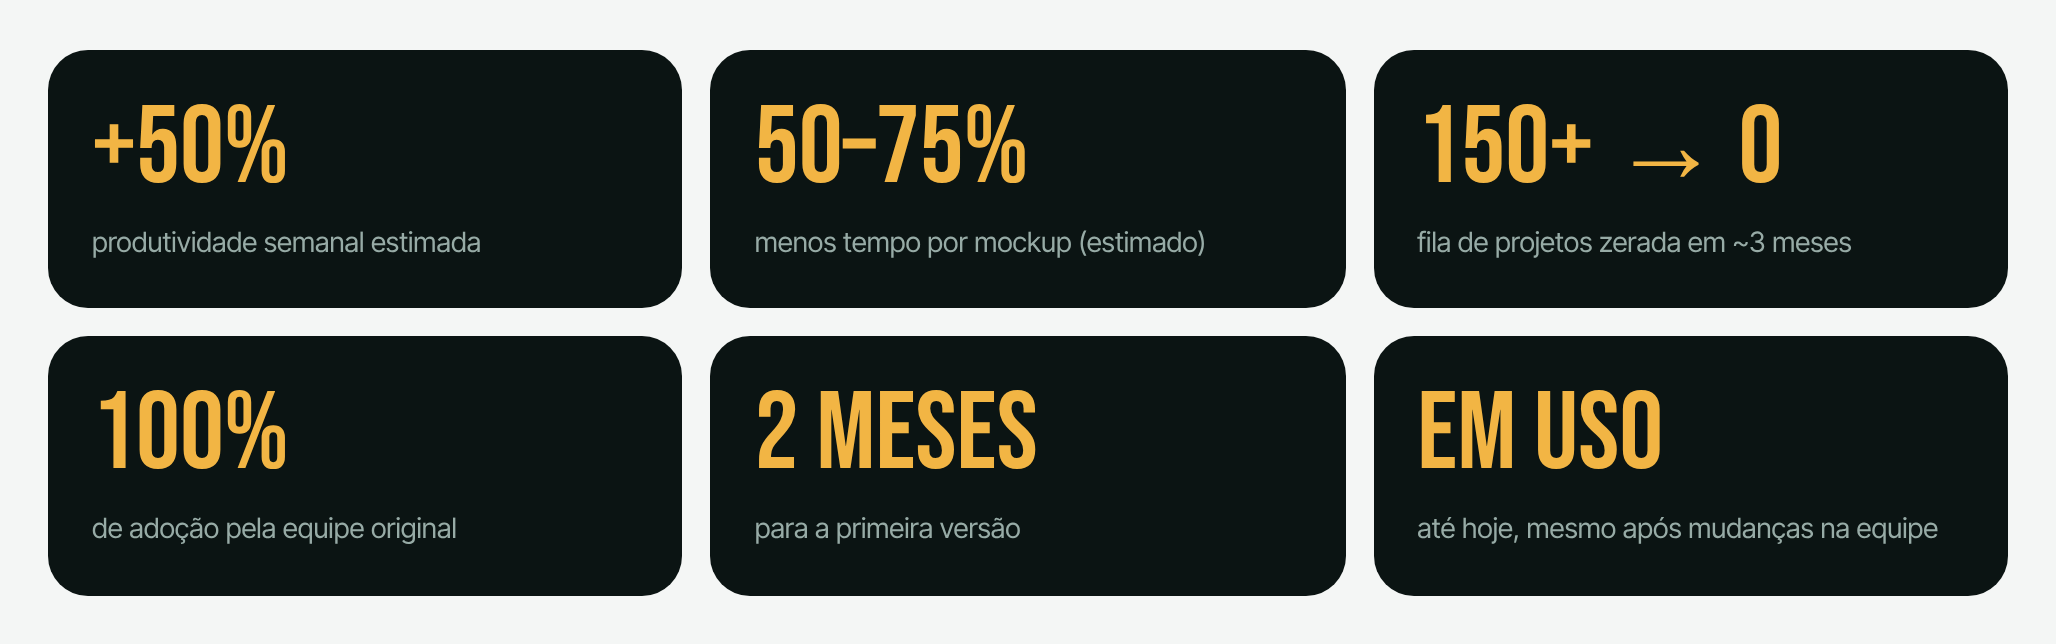 +50%
produtividade semanal estimada
50–75%
menos tempo por mockup (estimado)
150+ → 0
fila de projetos zerada em ~3 meses
100%
de adoção pela equipe original
2 MESES
para a primeira versão
EM USO
até hoje, mesmo após mudanças na equipe